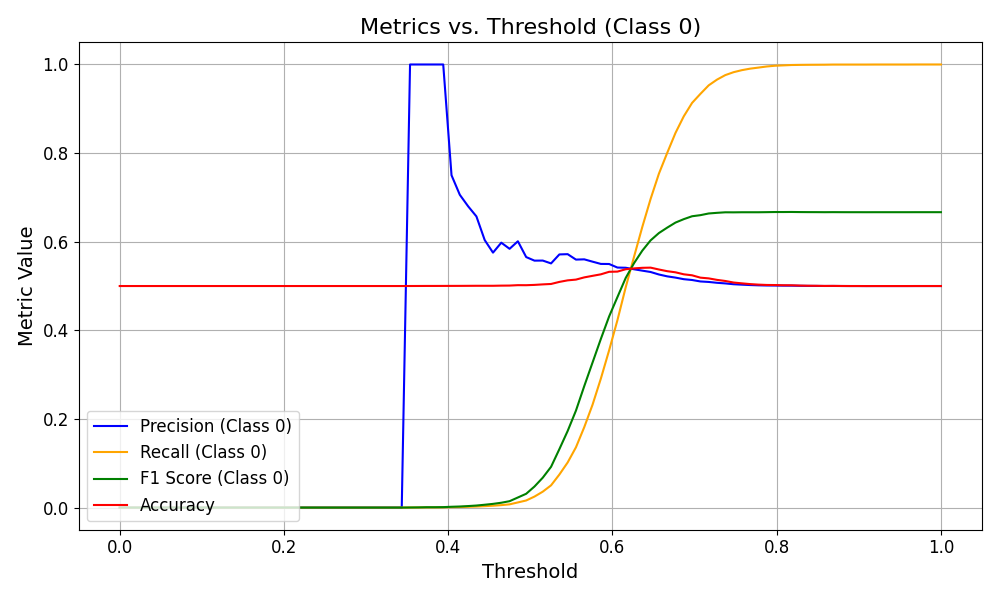 Metrics vs. Threshold (Class 0)
Metric Value
1.0
0.8
0.6
0.4
0.2
0.0
Precision (Class 0)
Recall (Class 0)
F1 Score (Class 0)
Accuracy
0.0 0.2 0.4 0.6 0.8 1.0
Threshold